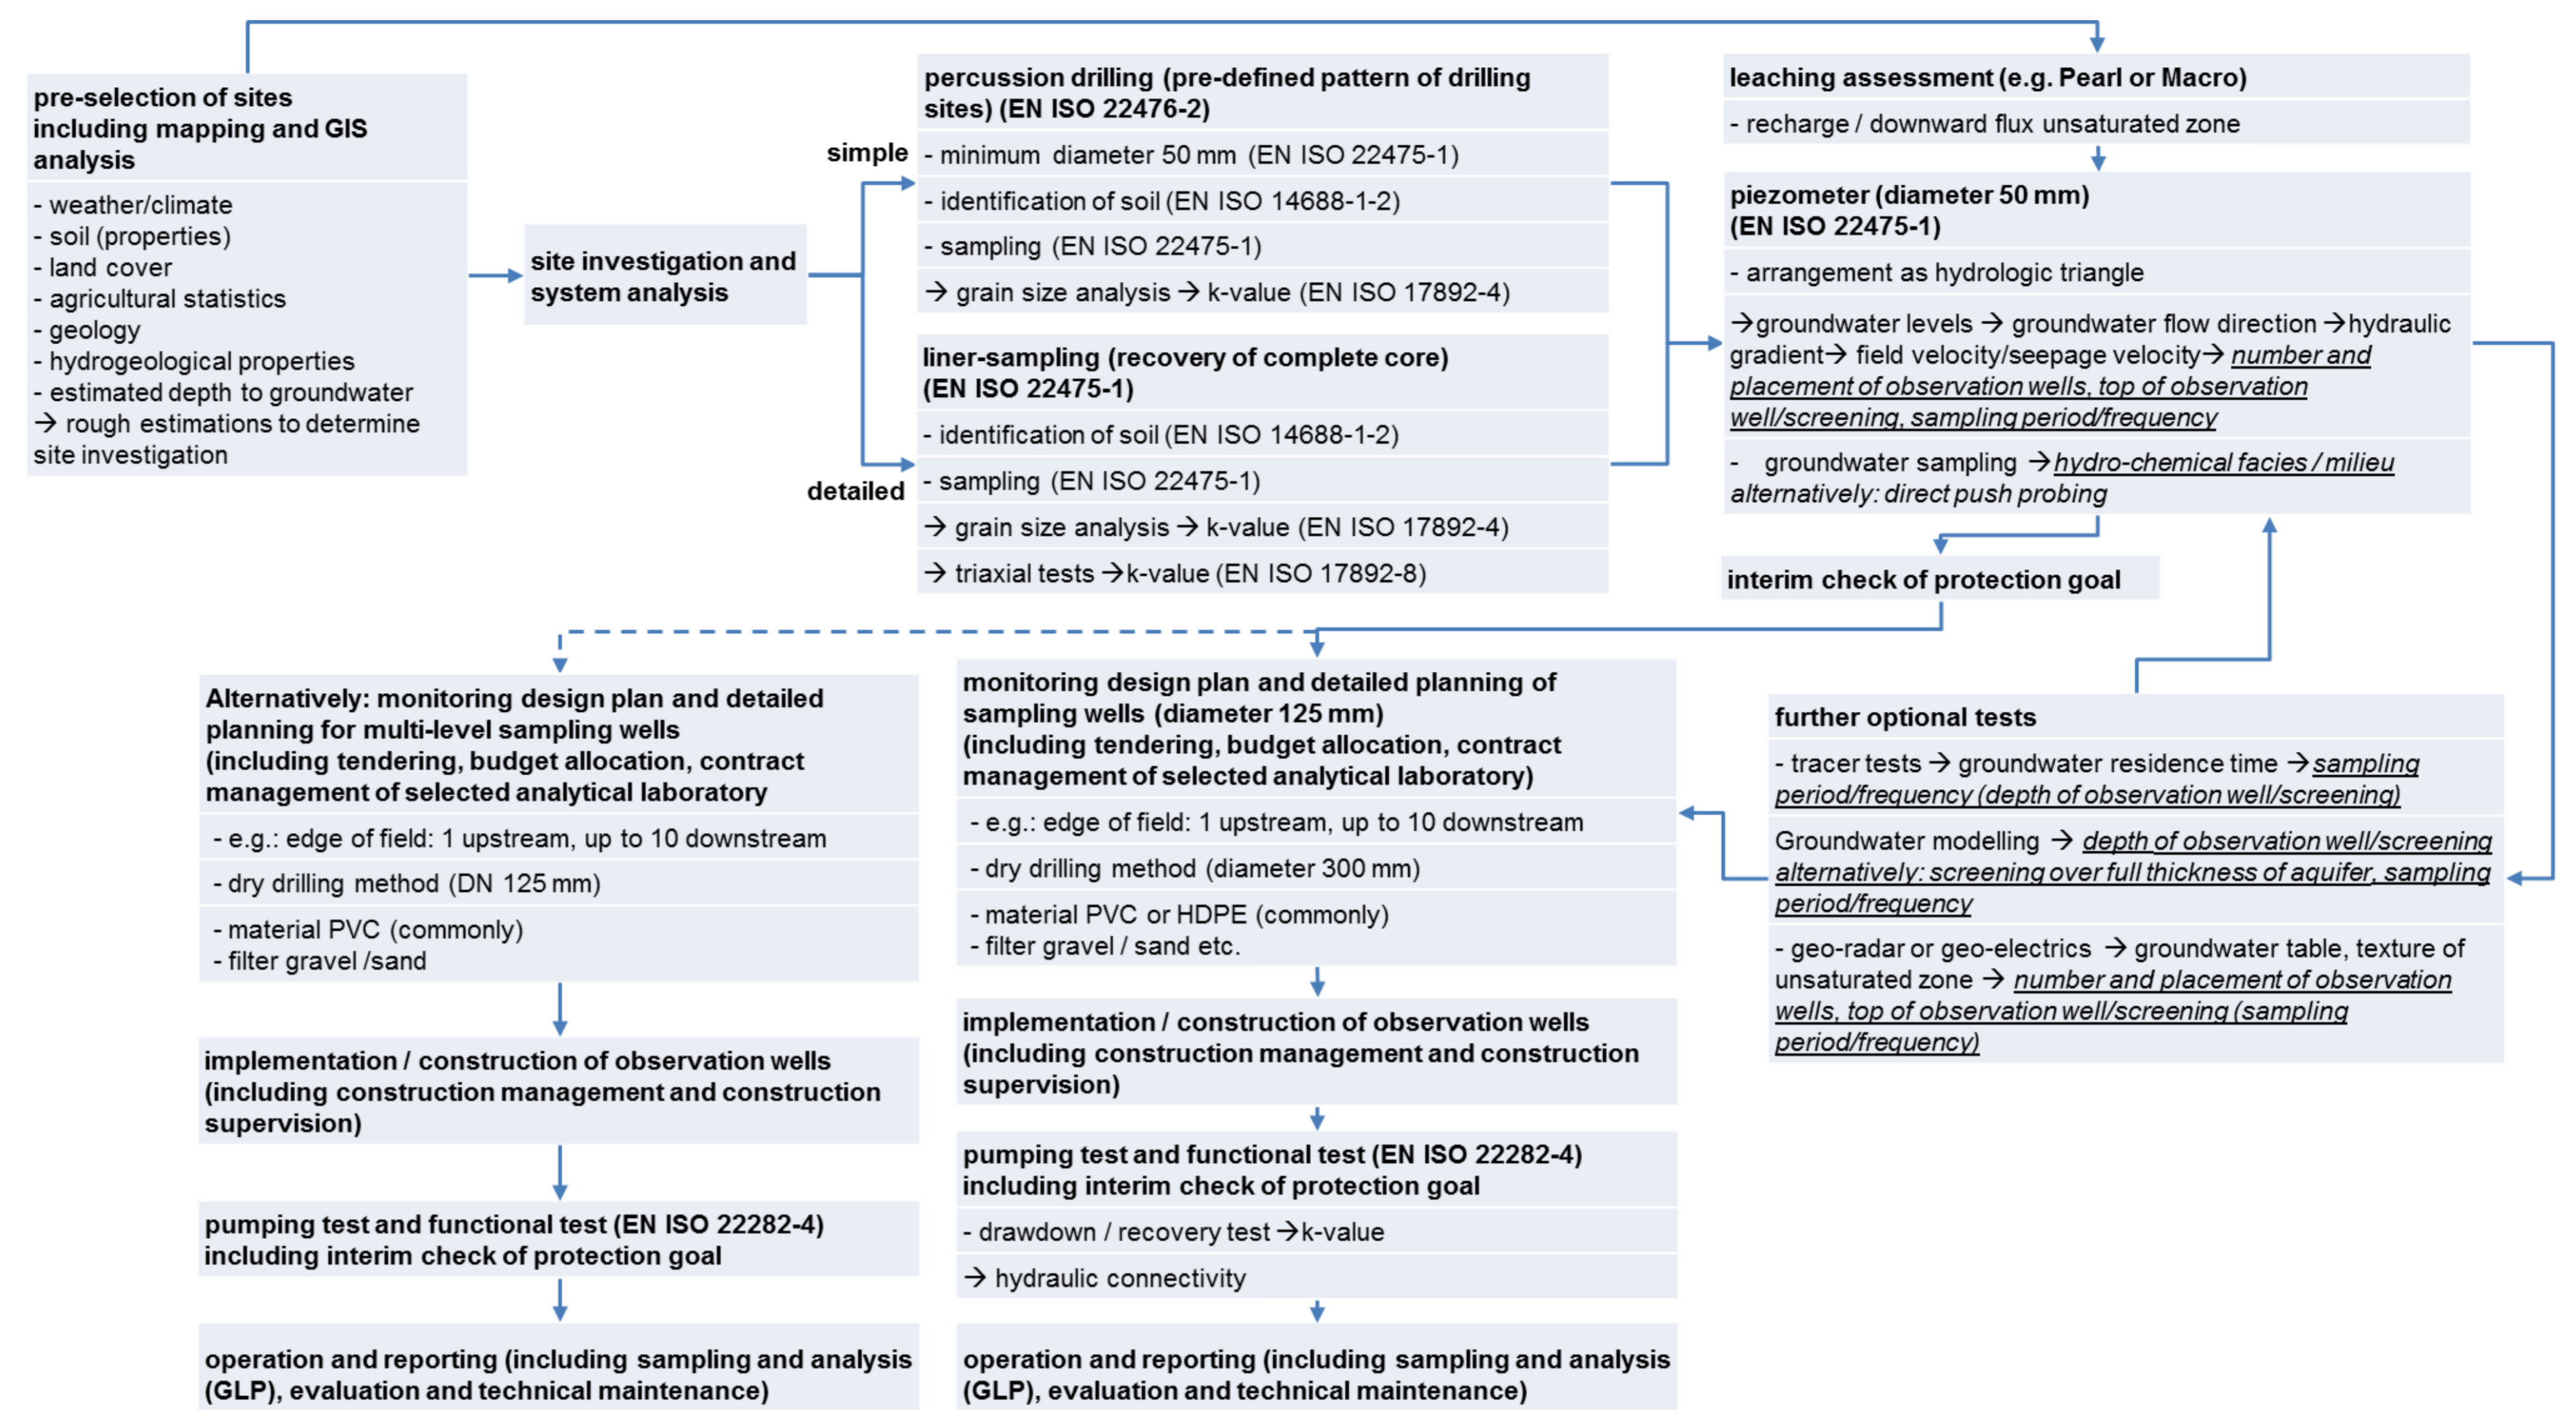 pre-selection of sites
including mapping and GIS
analysis
- weather/climate
- soil (properties)
- land cover
- agricultural statistics
- geology
- hydrogeological properties
- estimated depth to groundwater
→ rough estimations to determine
site investigation
site investigation and
system analysis
simple
detailed
percussion drilling (pre-defined pattern of drilling
sites) (EN ISO 22476-2)
- minimum diameter 50 mm (EN ISO 22475-1)
- identification of soil (EN ISO 14688-1-2)
- sampling (EN ISO 22475-1)
→ grain size analysis → k-value (EN ISO 17892-4)
liner-sampling (recovery of complete core)
(EN ISO 22475-1)
- identification of soil (EN ISO 14688-1-2)
- sampling (EN ISO 22475-1)
→ grain size analysis → k-value (EN ISO 17892-4)
→ triaxial tests →k-value (EN ISO 17892-8)
leaching assessment (e.g. Pearl or Macro)
- recharge / downward flux unsaturated zone
piezometer (diameter 50 mm)
(EN ISO 22475-1)
- arrangement as hydrologic triangle
→groundwater levels → groundwater flow direction →hydraulic
gradient→ field velocity/seepage velocity→ number and
placement of observation wells, top of observation
well/screening, sampling period/frequency
- groundwater sampling →hydro-chemical facies / milieu
alternatively: direct push probing
interim check of protection goal
Alternatively: monitoring design plan and detailed
planning for multi-level sampling wells
(including tendering, budget allocation, contract
management of selected analytical laboratory
- e.g.: edge of field: 1 upstream, up to 10 downstream
- dry drilling method (DN 125 mm)
- material PVC (commonly)
- filter gravel /sand
implementation / construction of observation wells
(including construction management and construction
supervision)
pumping test and functional test (EN ISO 22282-4)
including interim check of protection goal
operation and reporting (including sampling and analysis
(GLP), evaluation and technical maintenance)
monitoring design plan and detailed planning of
sampling wells (diameter 125 mm)
(including tendering, budget allocation, contract
management of selected analytical laboratory)
- e.g.: edge of field: 1 upstream, up to 10 downstream
- dry drilling method (diameter 300 mm)
- material PVC or HDPE (commonly)
- filter gravel / sand etc.
implementation / construction of observation wells
(including construction management and construction
supervision)
pumping test and functional test (EN ISO 22282-4)
including interim check of protection goal
- drawdown / recovery test →k-value
→ hydraulic connectivity
operation and reporting (including sampling and analysis
(GLP), evaluation and technical maintenance)
further optional tests
- tracer tests → groundwater residence time →sampling
period/frequency (depth of observation well/screening)
Groundwater modelling → depth of observation well/screening
alternatively: screening over full thickness of aquifer, sampling
period/frequency
- geo-radar or geo-electrics → groundwater table, texture of
unsaturated zone → number and placement of observation
wells, top of observation well/screening (sampling
period/frequency)